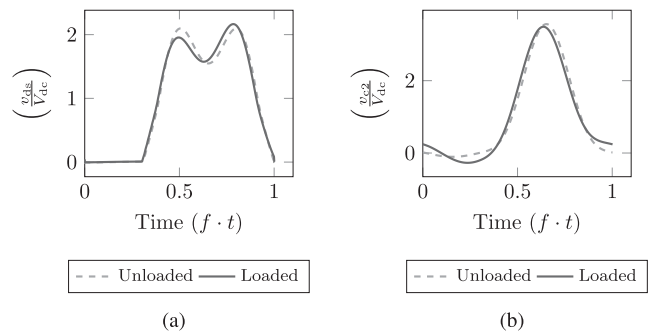 2
1
0
(v_ds/V_dc)
0 0.5 1
Time (f · t)
Unloaded Loaded
(a)
2
0
(v_c2/V_dc)
0 0.5 1
Time (f · t)
Unloaded Loaded
(b)